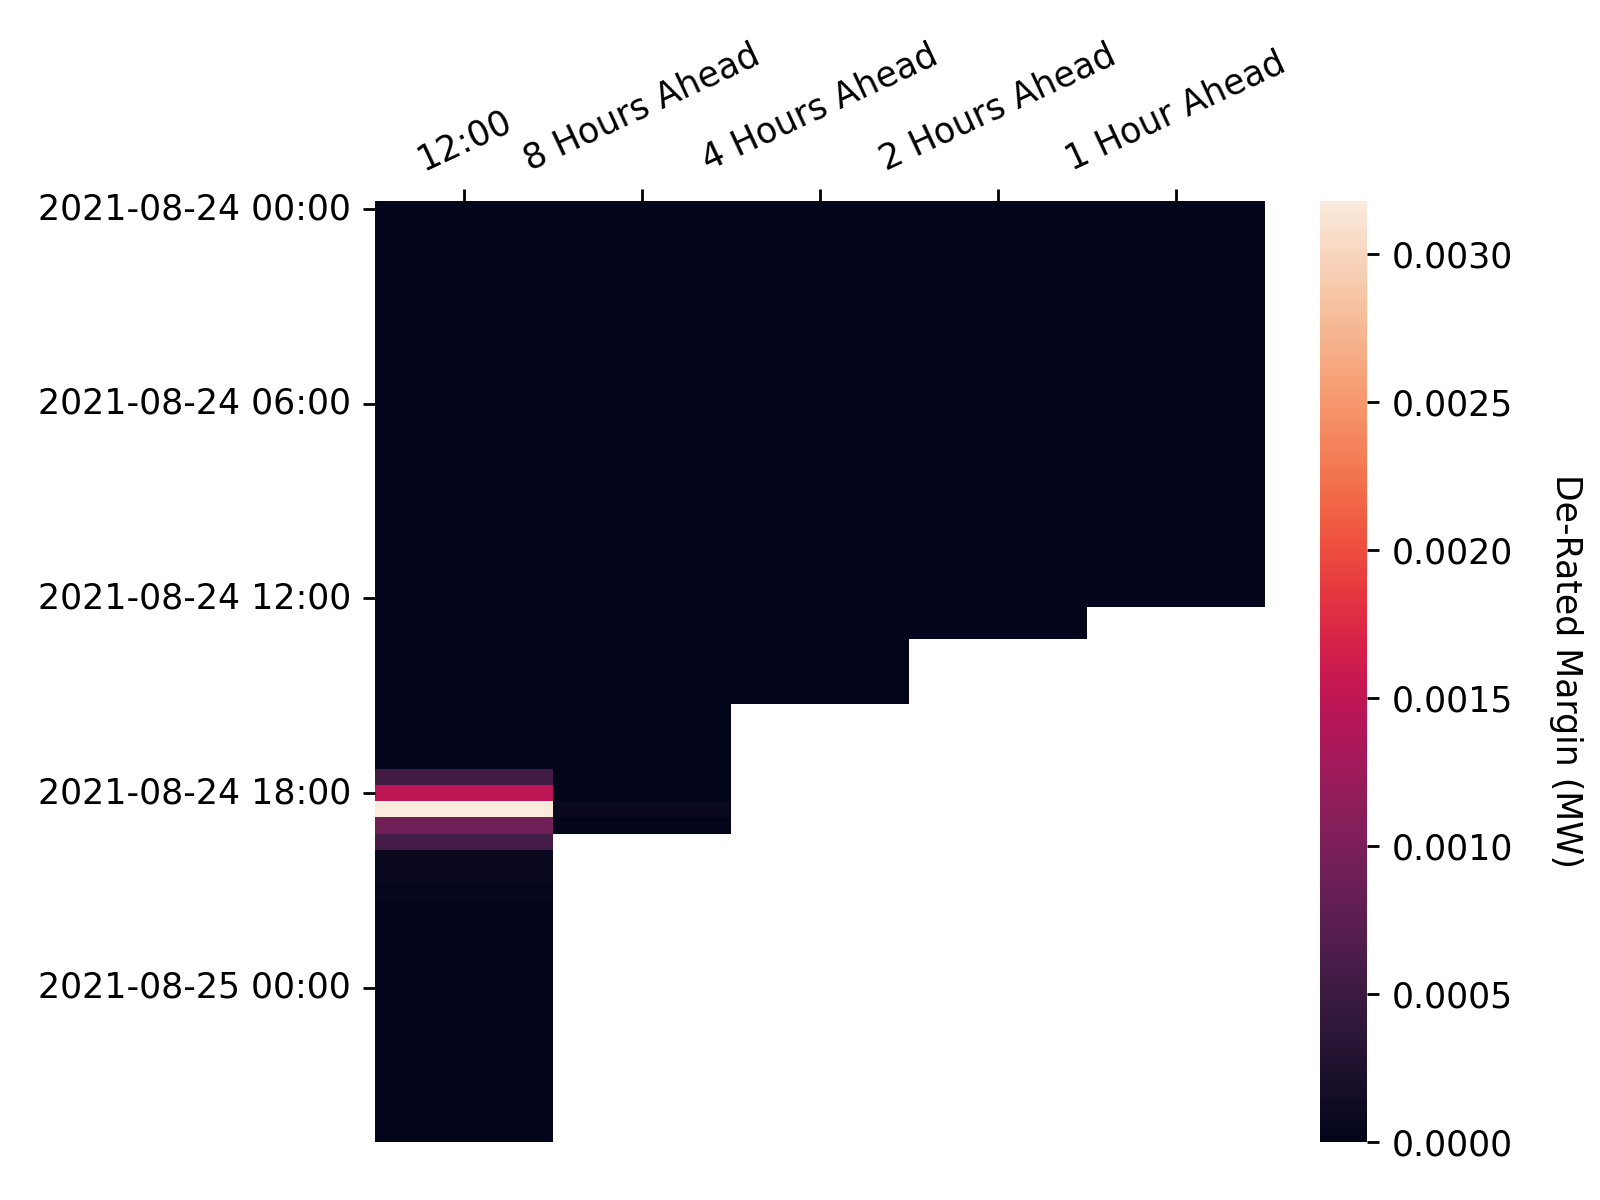 12:00
8 Hours Ahead
4 Hours Ahead
2 Hours Ahead
1 Hour Ahead
2021-08-24 00:00
2021-08-24 06:00
2021-08-24 12:00
2021-08-24 18:00
2021-08-25 00:00
0.0030
0.0025
0.0020
0.0015
0.0010
0.0005
0.0000
De-Rated Margin (MW)